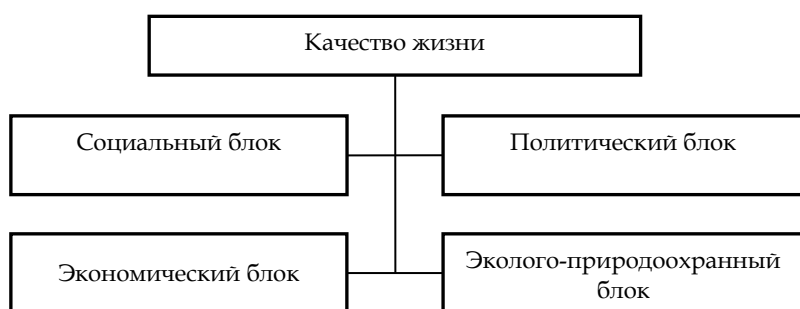 Качество жизни
Социальный блок
Политический блок
Экономический блок
Эколого-природоохранный
блок